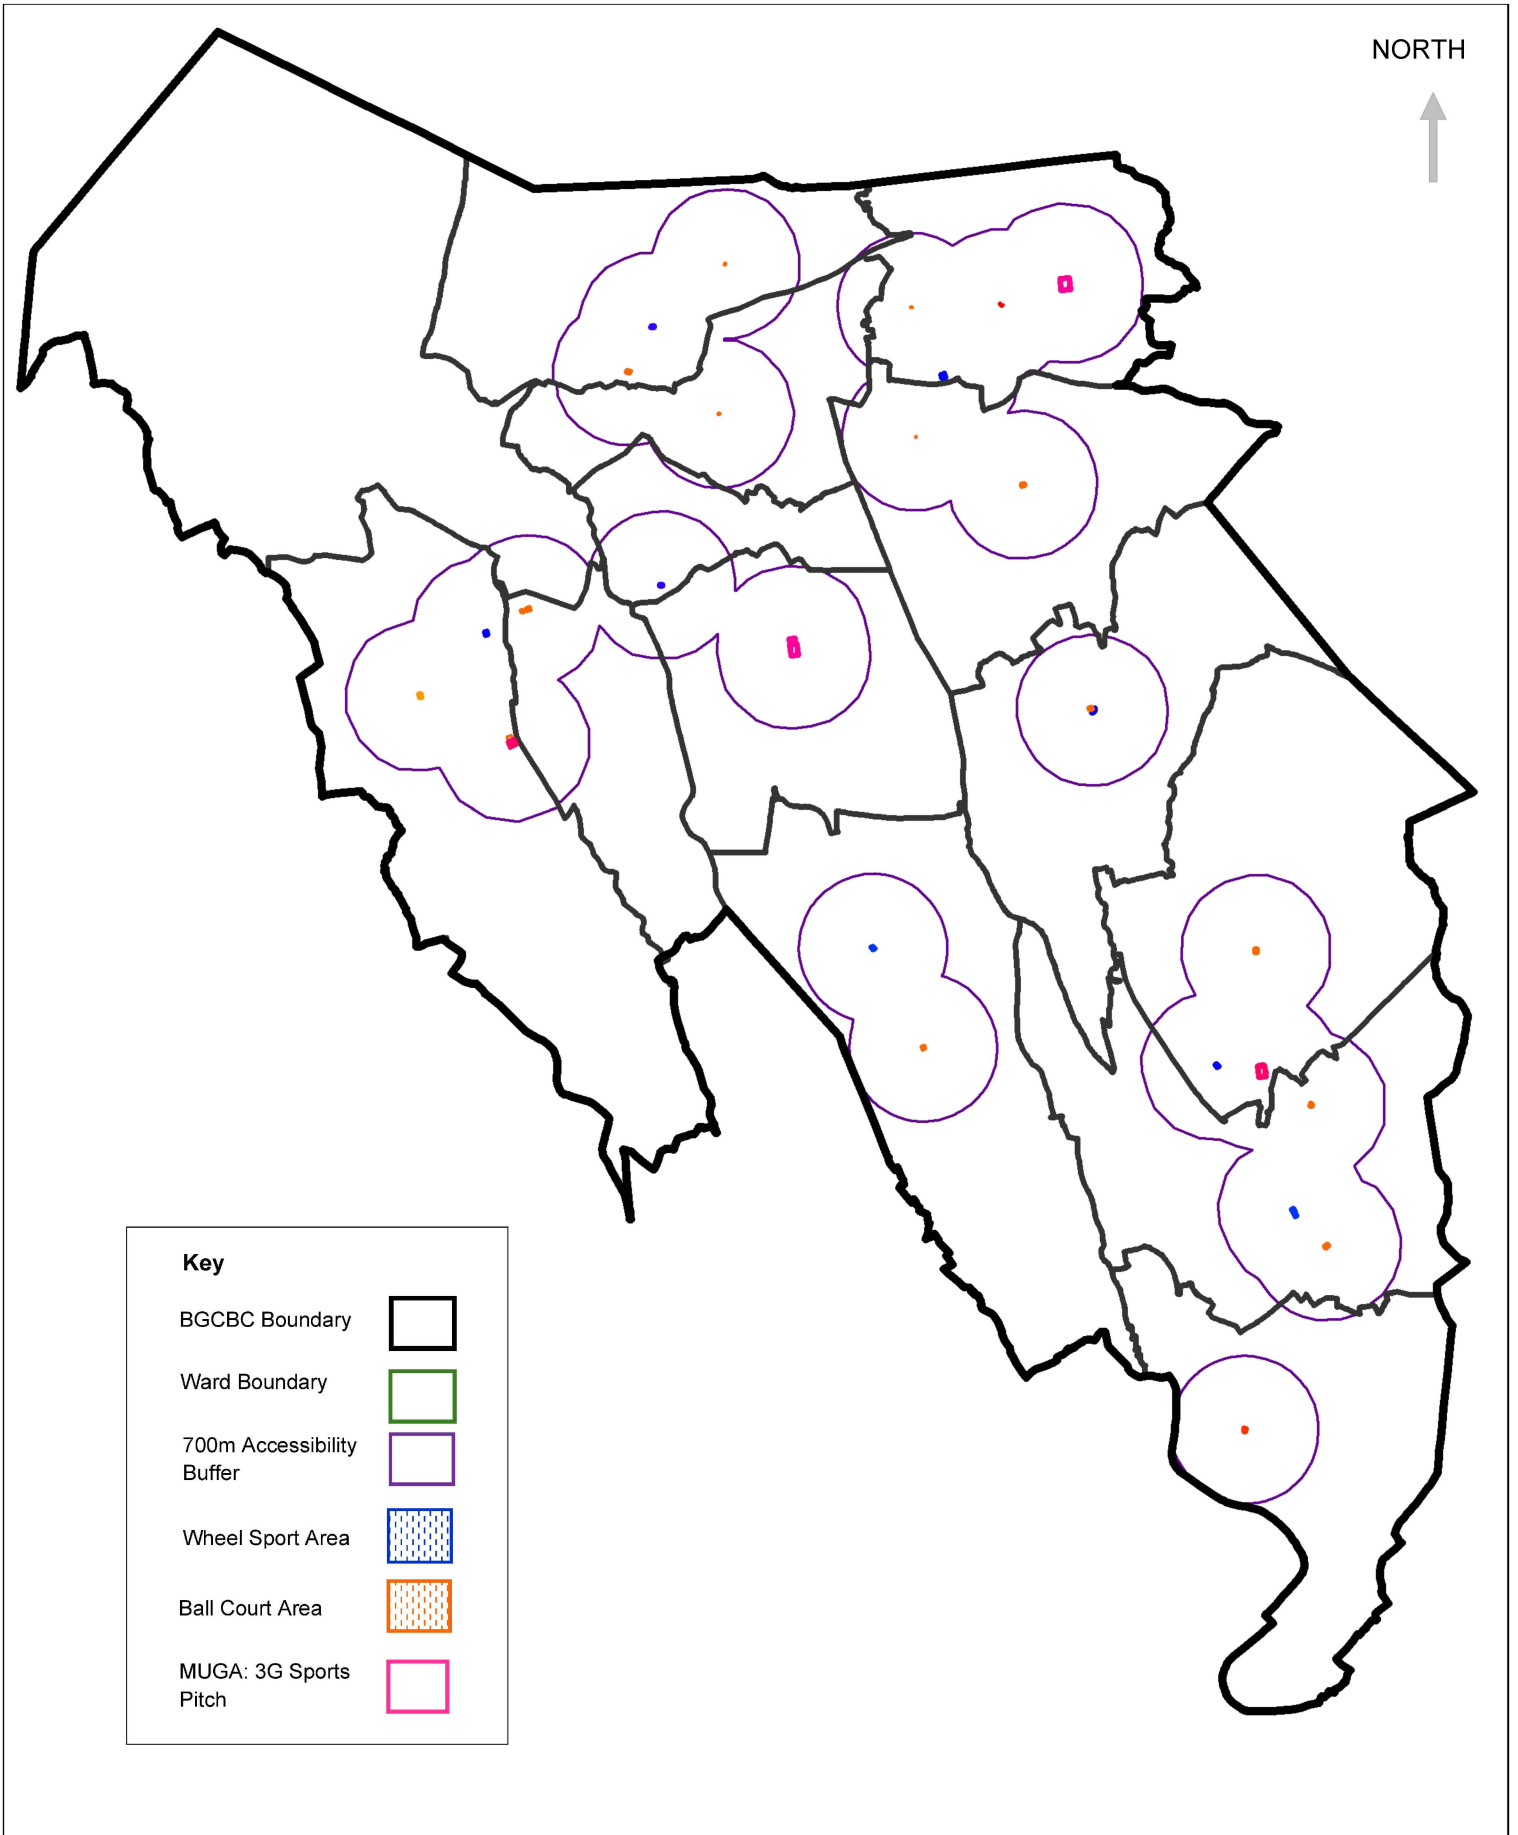 NORTH
Key
BGCBC Boundary
Ward Boundary
700m Accessibility
Buffer
Wheel Sport Area
Ball Court Area
MUGA: 3G Sports
Pitch